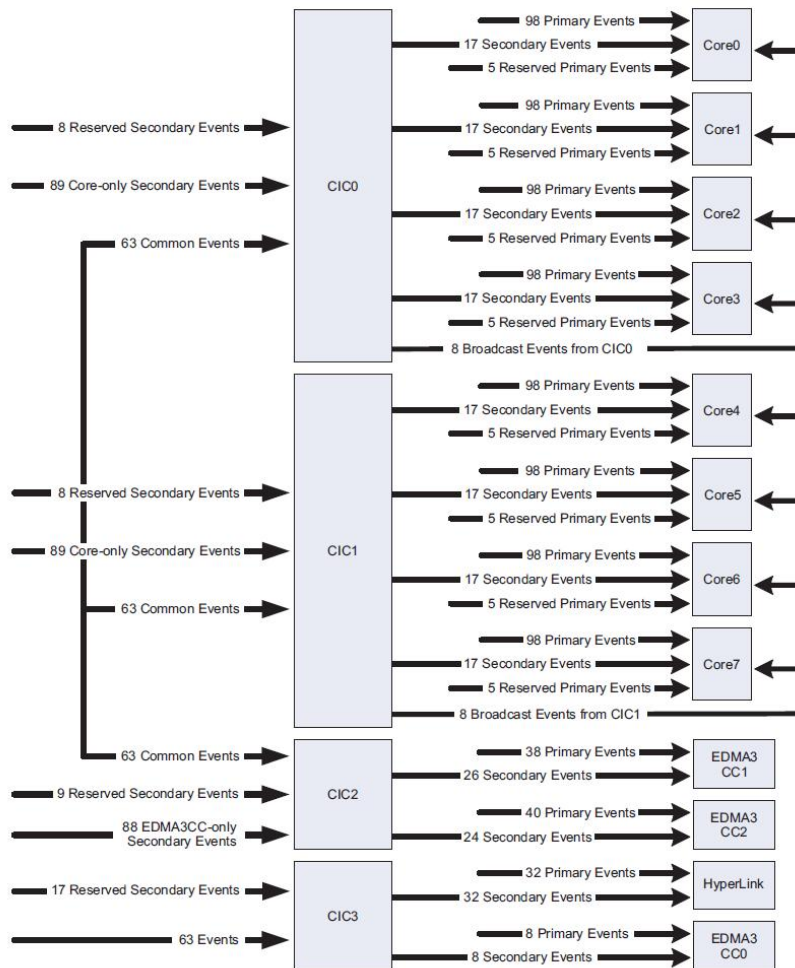 98 Primary Events
17 Secondary Events
Core0
5 Reserved Primary Events
8 Reserved Secondary Events
98 Primary Events
17 Secondary Events
Core1
5 Reserved Primary Events
89 Core-only Secondary Events
CIC0
98 Primary Events
17 Secondary Events
Core2
5 Reserved Primary Events
63 Common Events
98 Primary Events
17 Secondary Events
Core3
5 Reserved Primary Events
8 Broadcast Events from CIC0
98 Primary Events
17 Secondary Events
Core4
5 Reserved Primary Events
8 Reserved Secondary Events
98 Primary Events
17 Secondary Events
Core5
5 Reserved Primary Events
89 Core-only Secondary Events
CIC1
98 Primary Events
17 Secondary Events
Core6
5 Reserved Primary Events
63 Common Events
98 Primary Events
17 Secondary Events
Core7
5 Reserved Primary Events
8 Broadcast Events from CIC1
63 Common Events
38 Primary Events
26 Secondary Events
EDMA3
CC1
9 Reserved Secondary Events
CIC2
88 EDMA3CC-only
Secondary Events
40 Primary Events
24 Secondary Events
EDMA3
CC2
17 Reserved Secondary Events
32 Primary Events
32 Secondary Events
HyperLink
CIC3
63 Events
8 Primary Events
8 Secondary Events
EDMA3
CC0